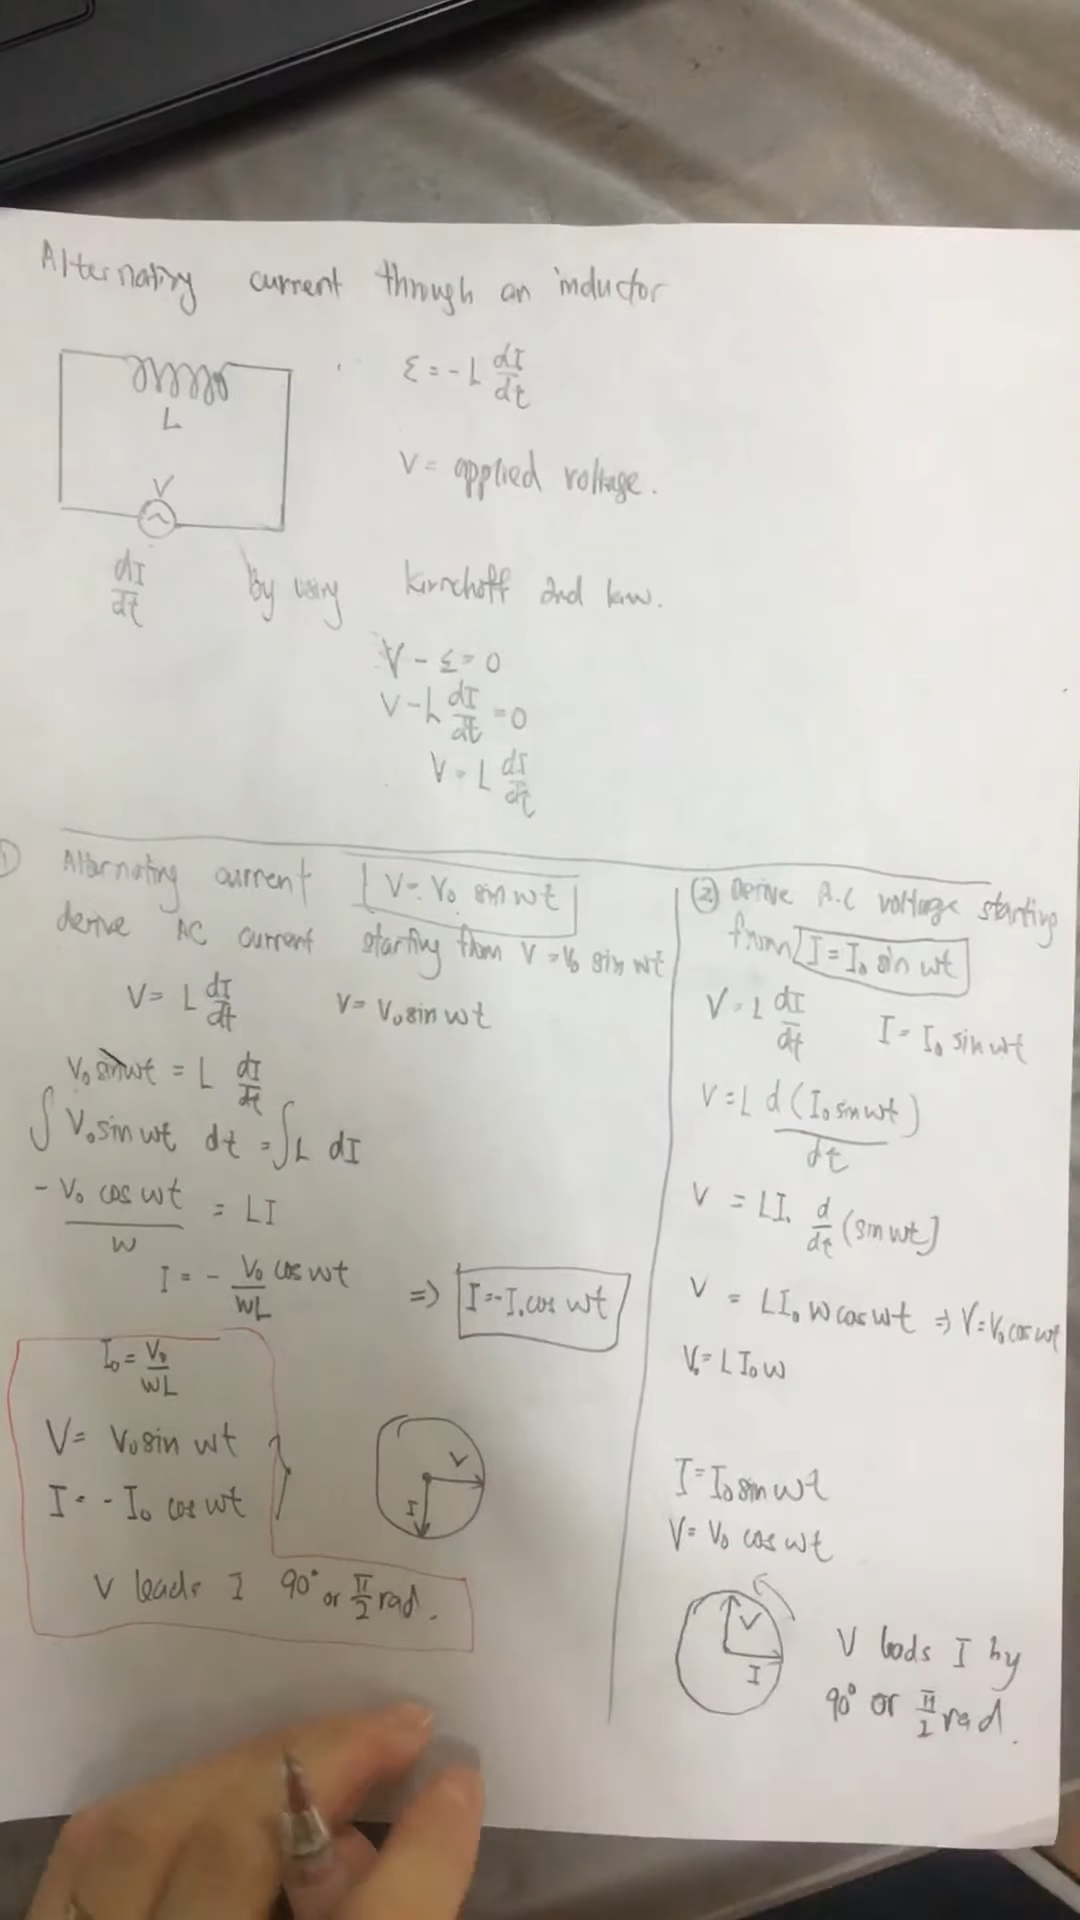 Alternating current through an inductor
L
V
dI/dt
ε = - L dI/dt
V = applied voltage.
By using Kirrchoff 2nd law.
V - ε = 0
V - L dI/dt = 0
V = L dI/dt
Alternating current V = V₀ sin wt
derive AC current starting from V = V₀ sin wt
V = L dI/dt V = V₀ sin wt
V₀ sin wt = L dI/dt
∫ V₀ sin wt dt = ∫ L dI
- V₀ cos wt / w = LI
I = - V₀/wL cos wt ⇒ I = - I₀ cos wt
I₀ = V₀/wL
V = V₀ sin wt
I = - I₀ cos wt
V
I
V leads I 90° or π/2 rad.
(2) Derive A.C voltage starting
from I = I₀ sin wt
V = L dI/dt I = I₀ sin wt
V = L d(I₀ sin wt)/dt
V = LI₀ d/dt (sin wt]
V = LI₀ w cos wt ⇒ V = V₀ cos wt
V₀ = L I₀ w
I = I₀ sin wt
V = V₀ cos wt
V
I
V leads I by
90° or π/2 rad.